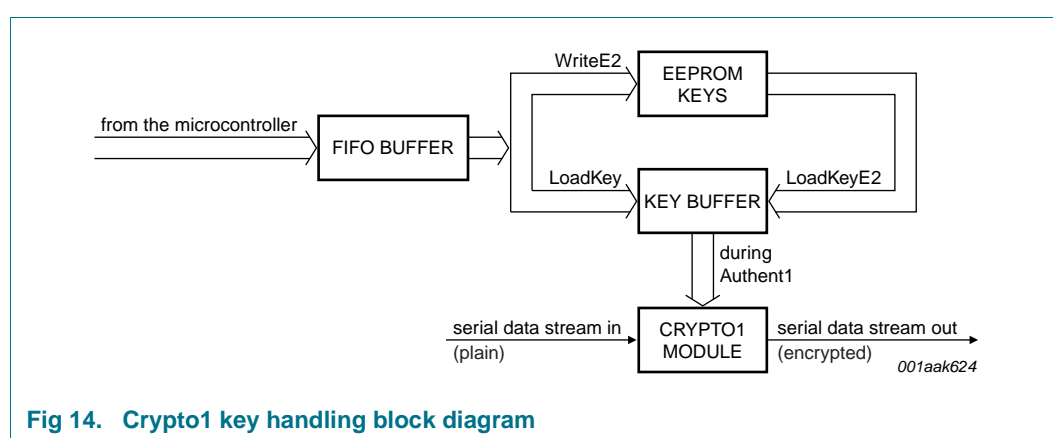 WriteE2
EEPROM
KEYS
from the microcontroller
FIFO BUFFER
LoadKey
LoadKeyE2
KEY BUFFER
during
Authent1
serial data stream in
(plain)
CRYPTO1
MODULE
serial data stream out
(encrypted)
001aak624
Fig 14. Crypto1 key handling block diagram